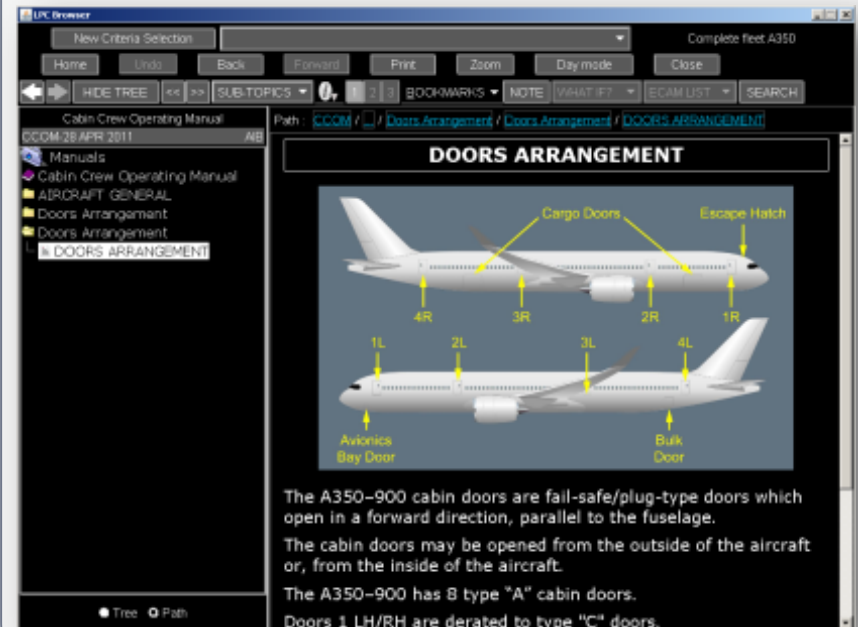 LPC Browser
New Criteria Selection
Complete fleet A350
Home Undo Back Forward Print Zoom Day mode Close
HIDE TREE << >> SUB-TOPICS 1 2 3 BOOKMARKS NOTE WHAT IF? ECAM LIST SEARCH
Cabin Crew Operating Manual
CCOM-28 APR 2011 AIB
Manuals
Cabin Crew Operating Manual
AIRCRAFT GENERAL
Doors Arrangement
Doors Arrangement
DOORS ARRANGEMENT
Tree Path
Path : CCOM / _ / Doors Arrangement / Doors Arrangement / DOORS ARRANGEMENT
DOORS ARRANGEMENT
Cargo Doors Escape Hatch
4R 3R 2R 1R
1L 2L 3L 4L
Avionics
Bay Door
Bulk
Door
The A350-900 cabin doors are fail-safe/plug-type doors which
open in a forward direction, parallel to the fuselage.
The cabin doors may be opened from the outside of the aircraft
or, from the inside of the aircraft.
The A350-900 has 8 type "A" cabin doors.
Doors 1 LH/RH are derated to type "C" doors.